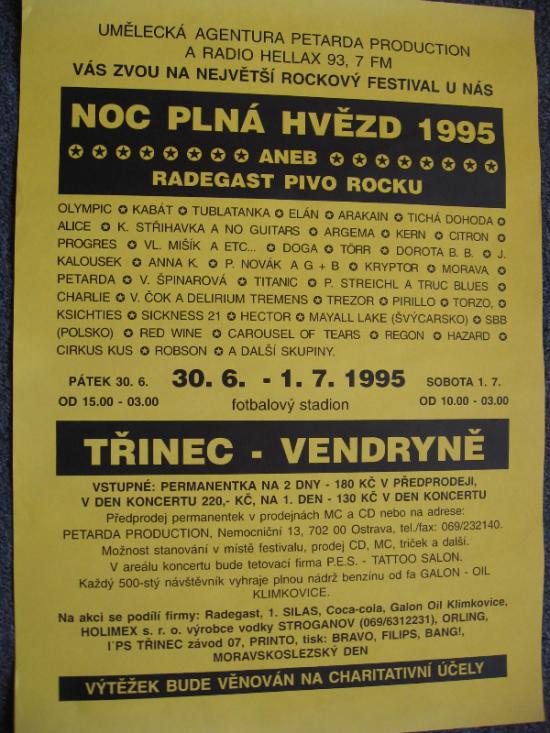 UMĚLECKÁ AGENTURA PETARDA PRODUCTION
A RADIO HELLAX 93, 7 FM
VÁS ZVOU NA NEJVĚTŠÍ ROCKOVÝ FESTIVAL U NÁS
NOC PLNÁ HVĚZD 1995
✪ ✪ ✪ ✪ ✪ ✪ ✪ ✪ ANEB ✪ ✪ ✪ ✪ ✪ ✪ ✪ ✪
RADEGAST PIVO ROCKU
OLYMPIC ✪ KABÁT ✪ TUBLATANKA ✪ ELÁN ✪ ARAKAIN ✪ TICHÁ DOHODA ✪
ALICE ✪ K. STŘIHAVKA A NO GUITARS ✪ ARGEMA ✪ KERN ✪ CITRON ✪
PROGRES ✪ VL. MIŠÍK A ETC... ✪ DOGA ✪ TÖRR ✪ DOROTA B. B. ✪ J.
KALOUSEK ✪ ANNA K. ✪ P. NOVÁK A G + B ✪ KRYPTOR ✪ MORAVA,
PETARDA ✪ V. ŠPINAROVÁ ✪ TITANIC ✪ P. STREICHL A TRUC BLUES ✪
CHARLIE ✪ V. ČOK A DELIRIUM TREMENS ✪ TREZOR ✪ PIRILLO ✪ TORZO,
KSICHTIES ✪ SICKNESS 21 ✪ HECTOR ✪ MAYALL LAKE (ŠVÝCARSKO) ✪ SBB
(POLSKO) ✪ RED WINE ✪ CAROUSEL OF TEARS ✪ REGON ✪ HAZARD ✪
CIRKUS KUS ✪ ROBSON ✪ A DALŠÍ SKUPINY.
PÁTEK 30. 6. 30. 6. - 1. 7. 1995 SOBOTA 1. 7.
OD 15.00 - 03.00 fotbalový stadion OD 10.00 - 03.00
TŘINEC - VENDRYNĚ
VSTUPNÉ: PERMANENTKA NA 2 DNY - 180 KČ V PŘEDPRODEJI,
V DEN KONCERTU 220,- KČ, NA 1. DEN - 130 KČ V DEN KONCERTU
Předprodej permanentek v prodejnách MC a CD nebo na adrese:
PETARDA PRODUCTION, Nemocniční 13, 702 00 Ostrava, tel./fax: 069/232140.
Možnost stanování v místě festivalu, prodej CD, MC, triček a další.
V areálu koncertu bude tetovací firma P.E.S. - TATTOO SALON.
Každý 500-stý návštěvník vyhraje plnou nádrž benzínu od fa GALON - OIL
KLIMKOVICE.
Na akci se podílí firmy: Radegast, 1. SILAS, Coca-cola, Galon Oil Klimkovice,
HOLIMEX s. r. o. výrobce vodky STROGANOV (069/6312231), ORLING,
I´PS TŘINEC závod 07, PRINTO, tisk: BRAVO, FILIPS, BANG!,
MORAVSKOSLEZSKÝ DEN
VÝTĚŽEK BUDE VĚNOVÁN NA CHARITATIVNÍ ÚČELY